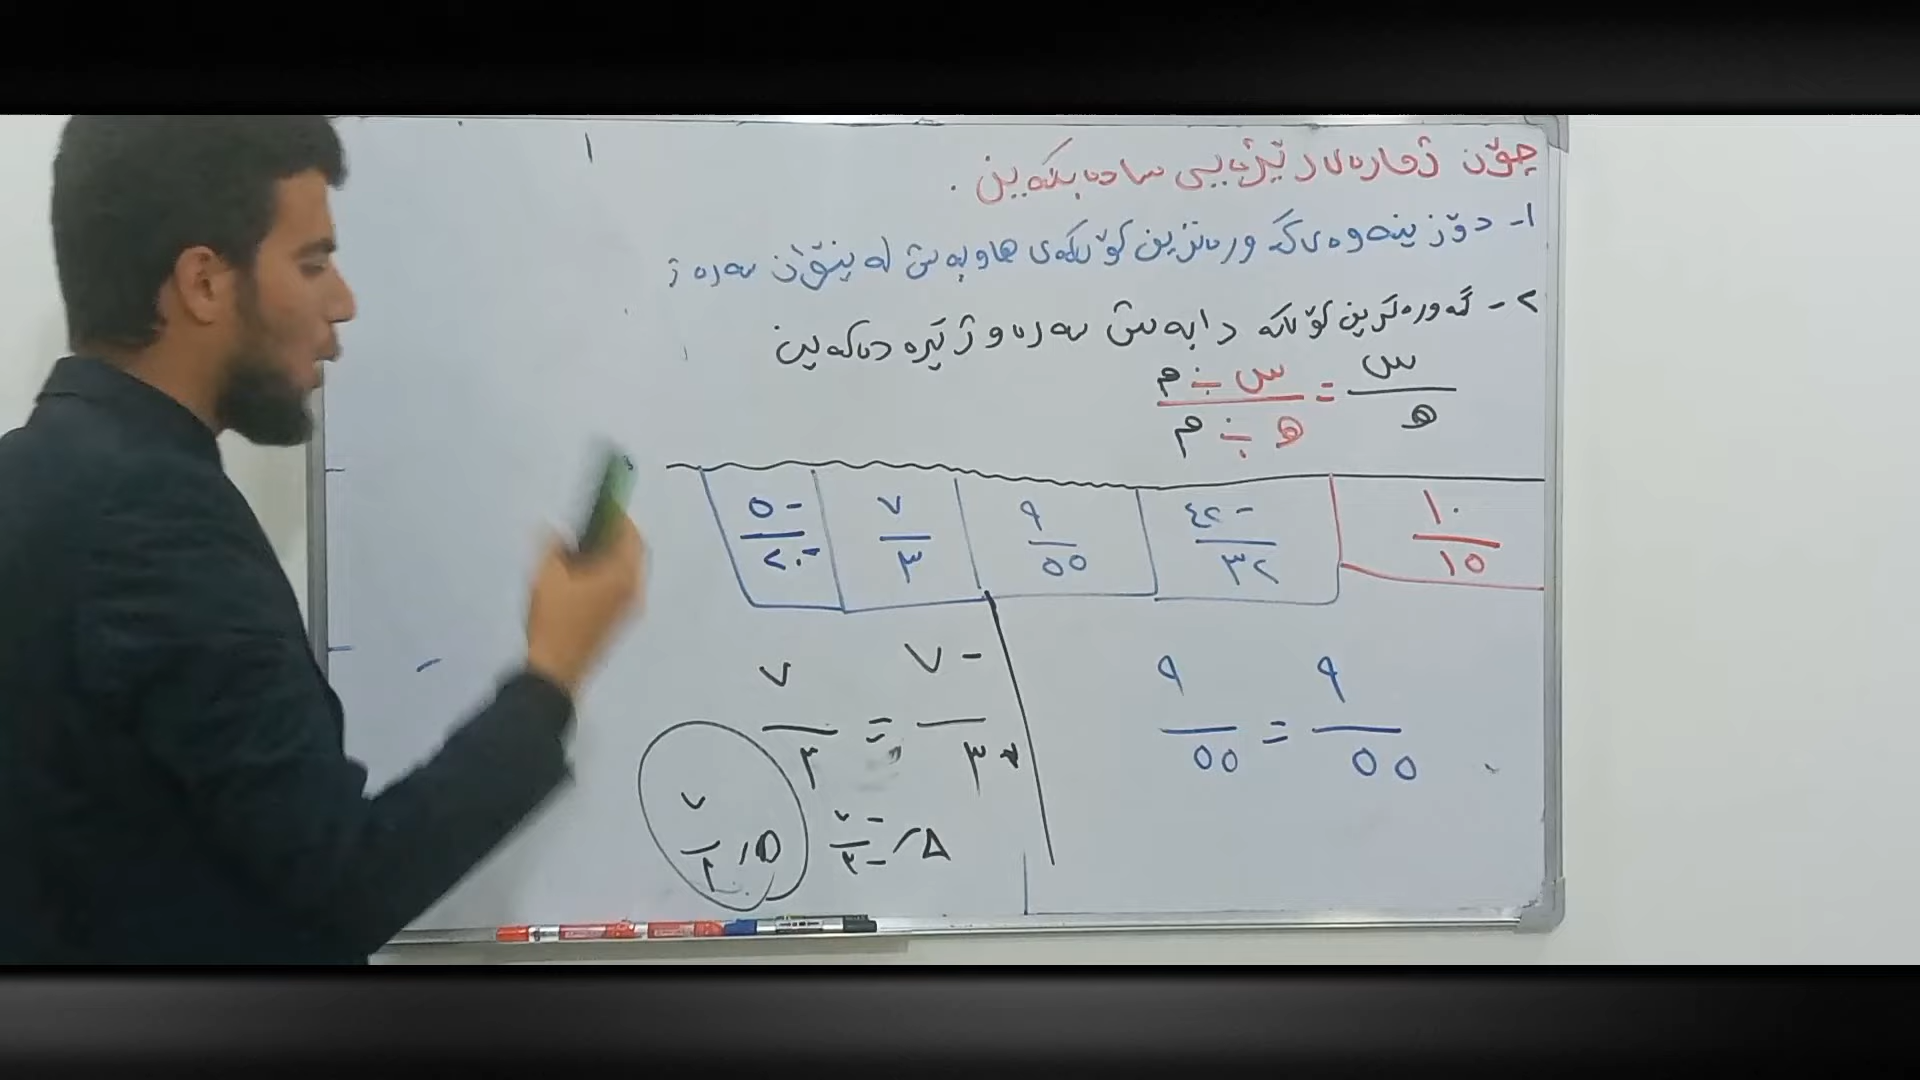 چۆن ژمارەی ڕێژەیی سادە بکەین .
١- دۆزینەوەی گەورەترین کۆلکەی هاوبەش لە نێوان سەرە ژ
٢- گەورەترین کۆلکە دابەش سەرە و ژێرە دەکەین
س/ھ = س ÷ م / ھ ÷ م
١٠/١٥ -٤٢/٣٢ ٩/٥٥ ٧/٣ -٥/-٢٠
٩/٥٥ = ٩/٥٥
-٧/-٣ = ٧/٣